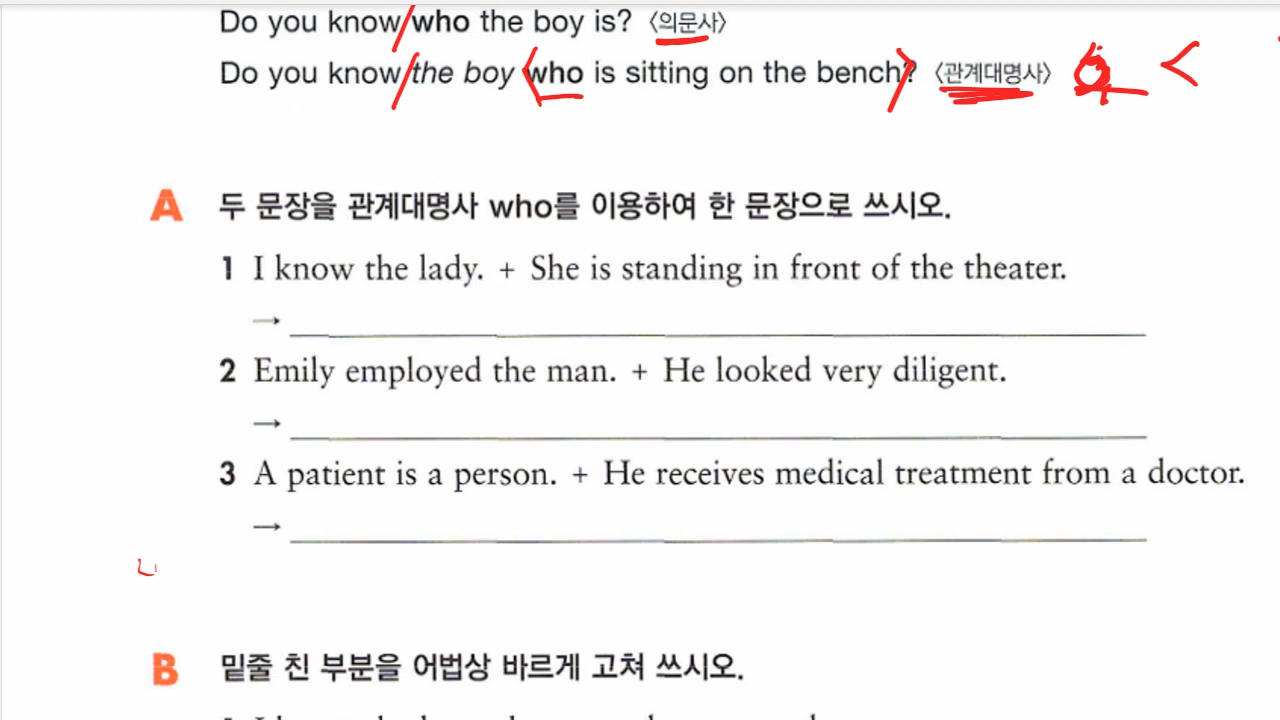 Do you know who the boy is? 〈의문사〉
Do you know the boy who is sitting on the bench? 〈관계대명사〉
A 두 문장을 관계대명사 who를 이용하여 한 문장으로 쓰시오.
1 I know the lady. + She is standing in front of the theater.
→
2 Emily employed the man. + He looked very diligent.
→
3 A patient is a person. + He receives medical treatment from a doctor.
→
B 밑줄 친 부분을 어법상 바르게 고쳐 쓰시오.